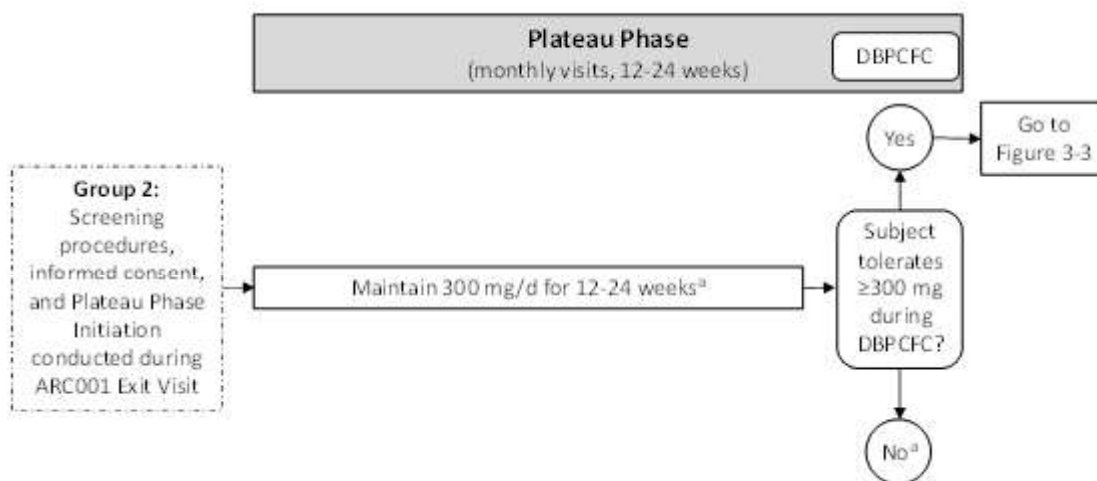 Plateau Phase
(monthly visits, 12-24 weeks)
DBPCFC
Yes
Go to
Figure 3-3
Group 2:
Screening
procedures,
informed consent,
and Plateau Phase
Initiation
conducted during
ARC001 Exit Visit
Maintain 300 mg/d for 12-24 weeksᵃ
Subject
tolerates
≥300 mg
during
DBPCFC?
Noᵃ